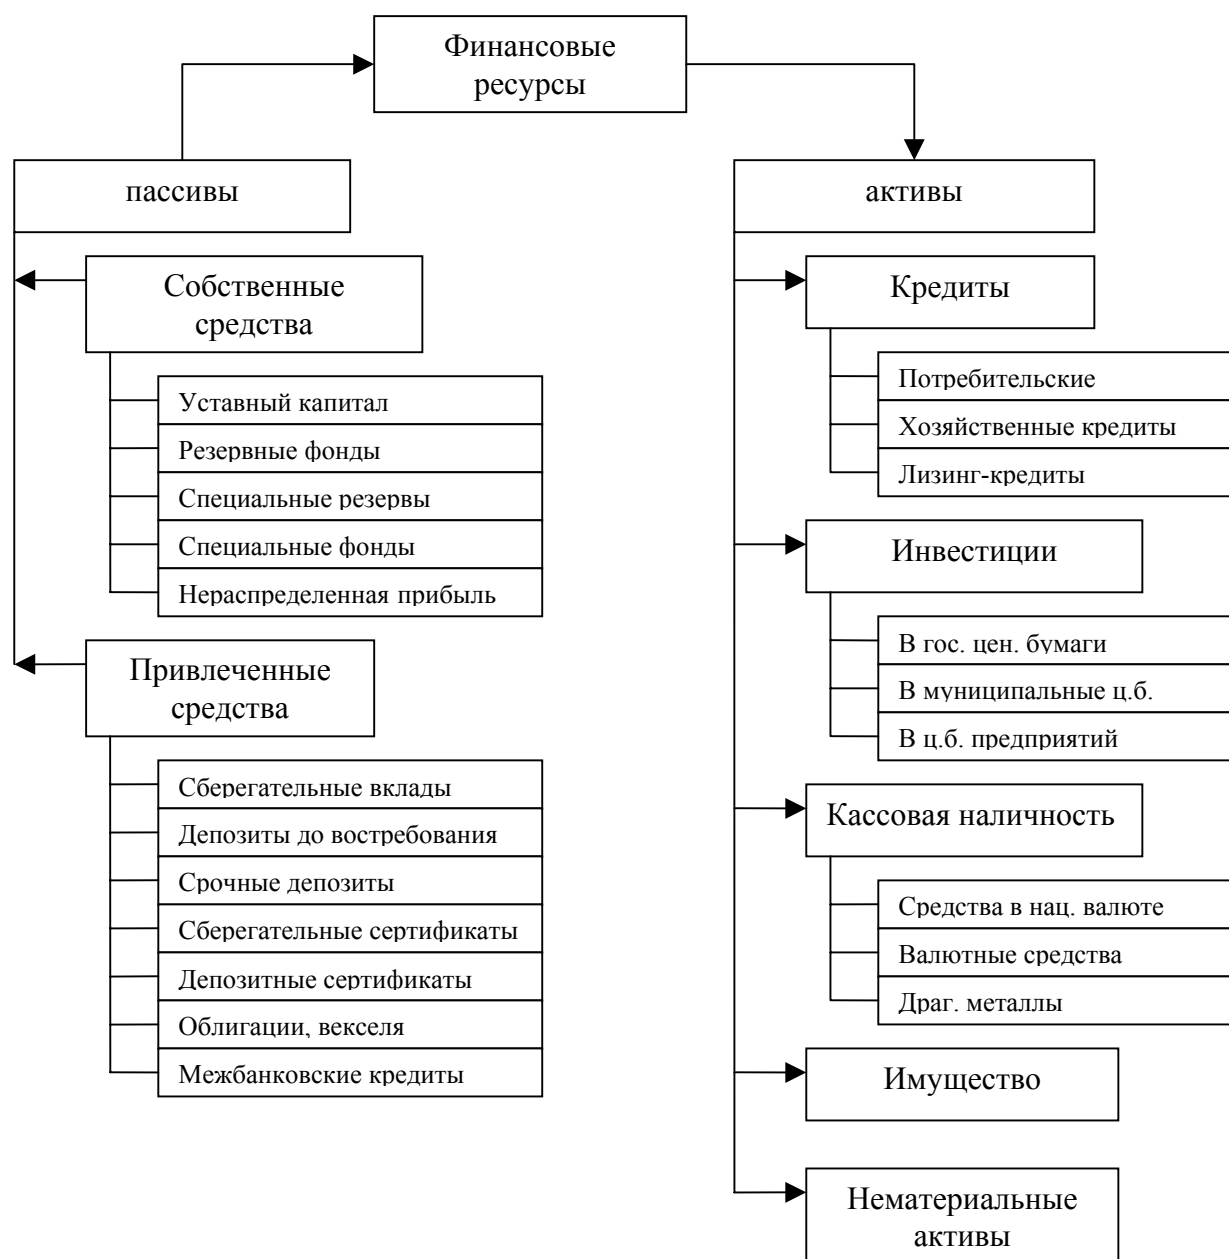 Финансовые
ресурсы
пассивы
Собственные
средства
Уставный капитал
Резервные фонды
Специальные резервы
Специальные фонды
Нераспределенная прибыль
Привлеченные
средства
Сберегательные вклады
Депозиты до востребования
Срочные депозиты
Сберегательные сертификаты
Депозитные сертификаты
Облигации, векселя
Межбанковские кредиты
активы
Кредиты
Потребительские
Хозяйственные кредиты
Лизинг-кредиты
Инвестиции
В гос. цен. бумаги
В муниципальные ц.б.
В ц.б. предприятий
Кассовая наличность
Средства в нац. валюте
Валютные средства
Драг. металлы
Имущество
Нематериальные
активы